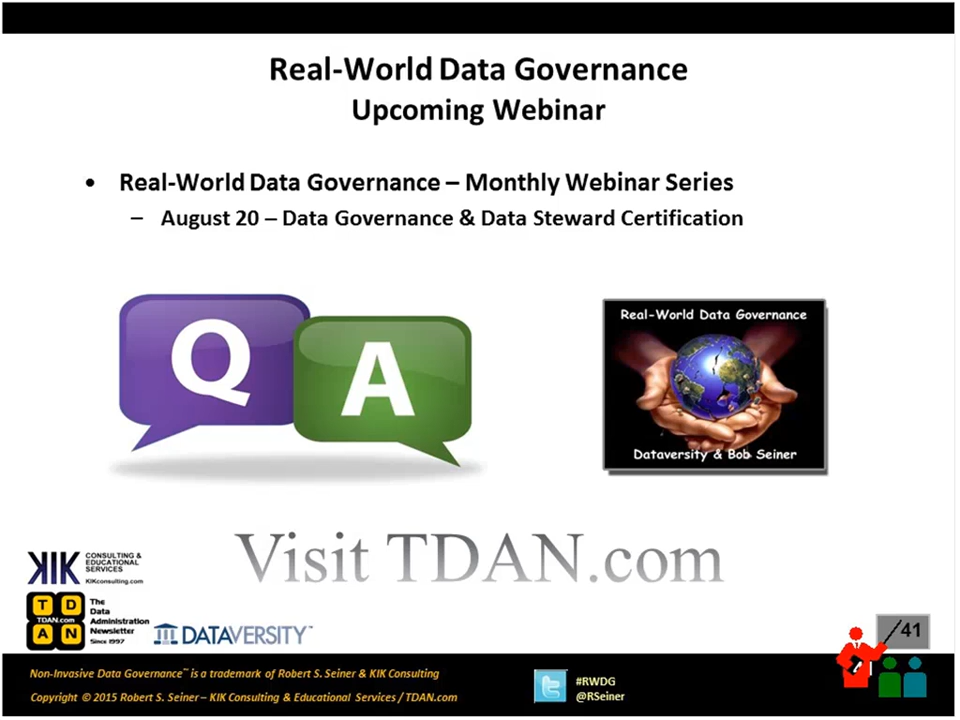 Real-World Data Governance
Upcoming Webinar
• Real-World Data Governance – Monthly Webinar Series
– August 20 – Data Governance & Data Steward Certification
Q A
Real-World Data Governance
Dataversity & Bob Seiner
Visit TDAN.com
KIK
CONSULTING &
EDUCATIONAL
SERVICES
KIKconsulting.com
T D
TDAN.com
A N
The
Data
Administration
Newsletter
Since 1997
DATAVERSITY™
/41
Non-Invasive Data Governance™ is a trademark of Robert S. Seiner & KIK Consulting
Copyright © 2015 Robert S. Seiner – KIK Consulting & Educational Services / TDAN.com
#RWDG
@RSeiner